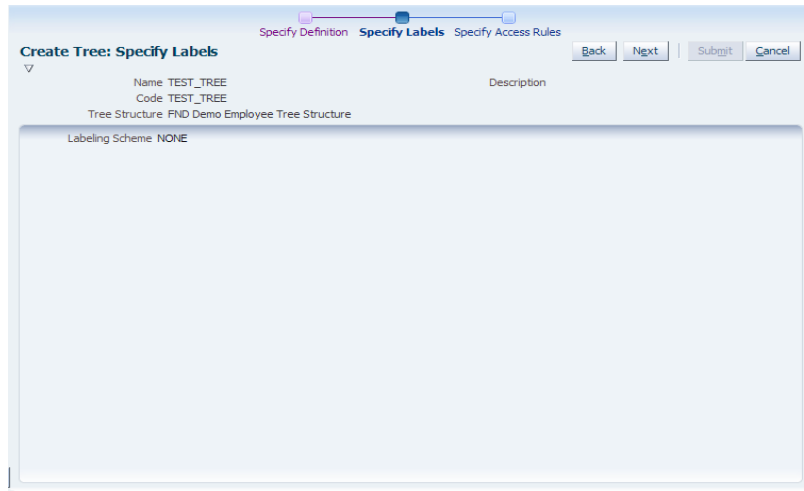 Specify Definition Specify Labels Specify Access Rules
Create Tree: Specify Labels Back Next Submit Cancel
Name TEST_TREE Description
Code TEST_TREE
Tree Structure FND Demo Employee Tree Structure
Labeling Scheme NONE